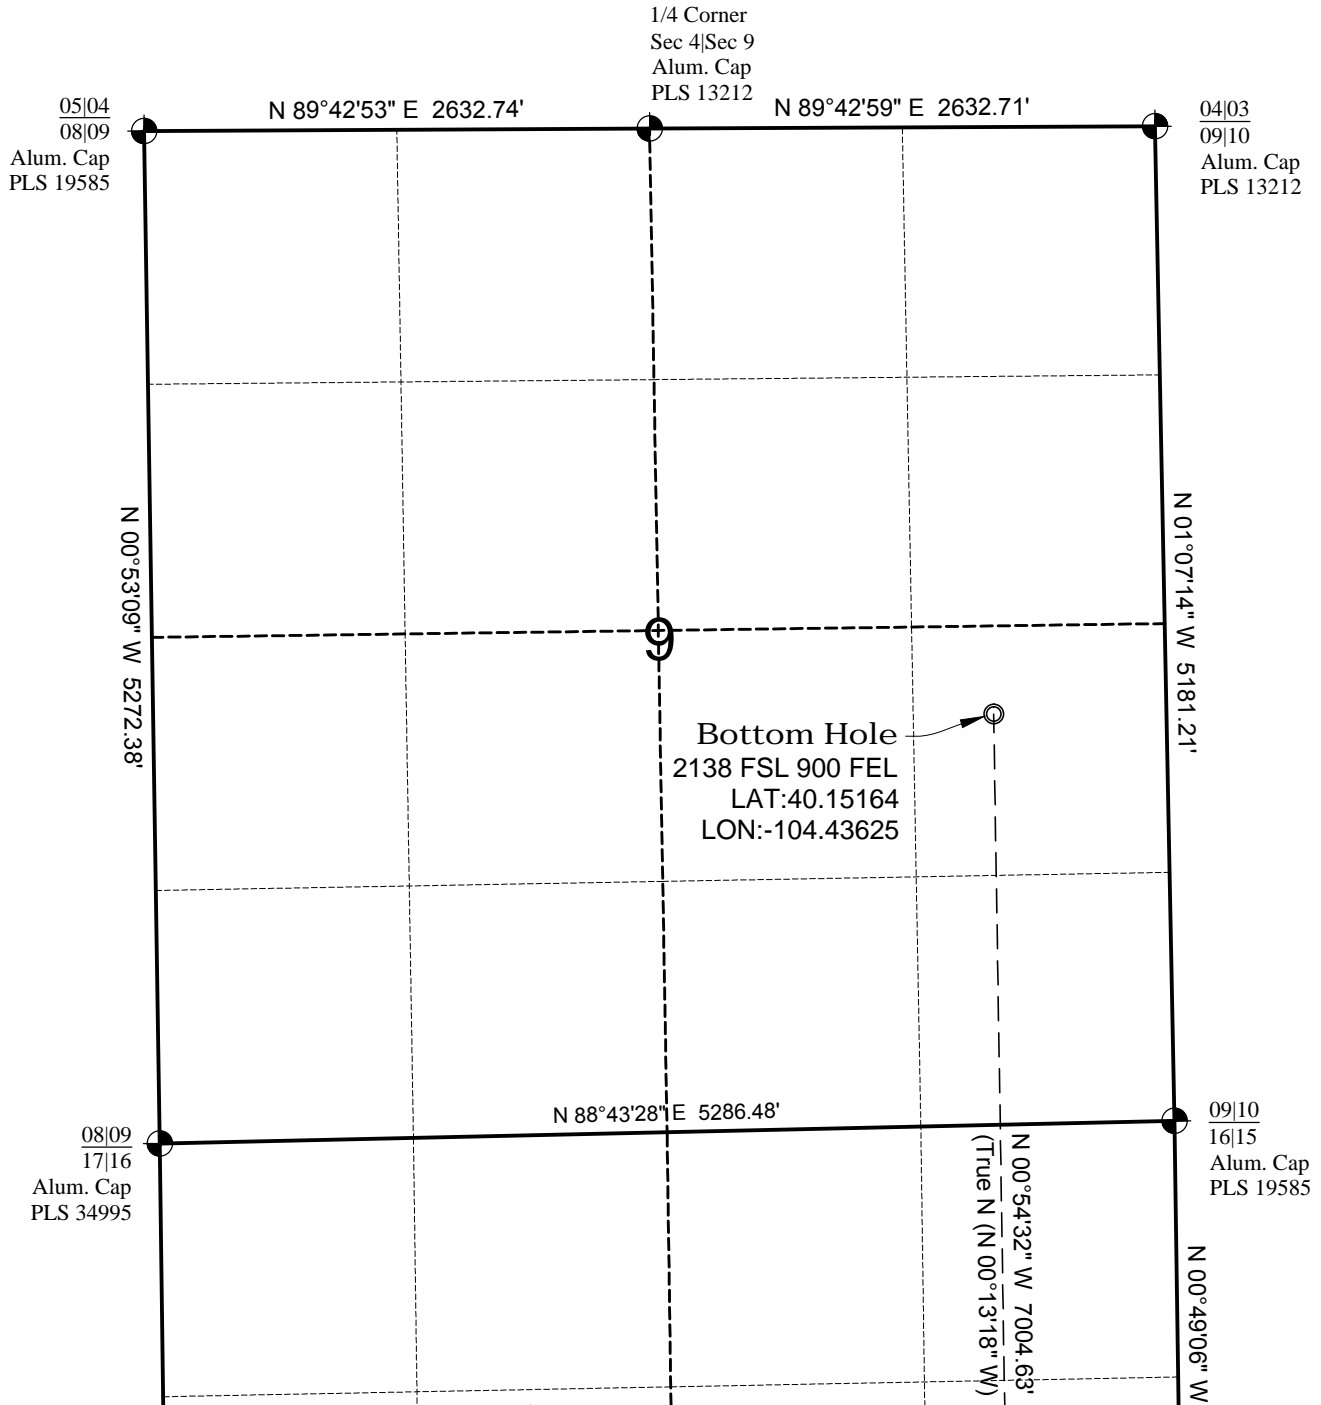 1/4 Corner
Sec 4|Sec 9
Alum. Cap
PLS 13212
05|04
08|09
Alum. Cap
PLS 19585
N 89°42'53" E 2632.74'
N 89°42'59" E 2632.71'
04|03
09|10
Alum. Cap
PLS 13212
N 00°53'09" W 5272.38'
N 01°07'14" W 5181.21'
9
Bottom Hole
2138 FSL 900 FEL
LAT:40.15164
LON:-104.43625
N 88°43'28" E 5286.48'
08|09
17|16
Alum. Cap
PLS 34995
09|10
16|15
Alum. Cap
PLS 19585
N 00°54'32" W 7004.63'
(True N (N 00°13'18" W)
N 00°49'06" W